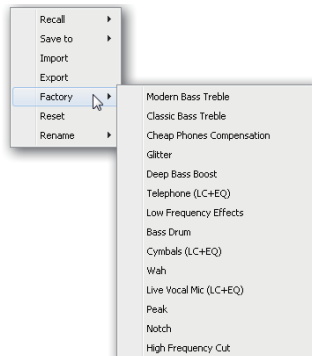 Recall
Save to
Import
Export
Factory
Reset
Rename
Modern Bass Treble
Classic Bass Treble
Cheap Phones Compensation
Glitter
Deep Bass Boost
Telephone (LC+EQ)
Low Frequency Effects
Bass Drum
Cymbals (LC+EQ)
Wah
Live Vocal Mic (LC+EQ)
Peak
Notch
High Frequency Cut